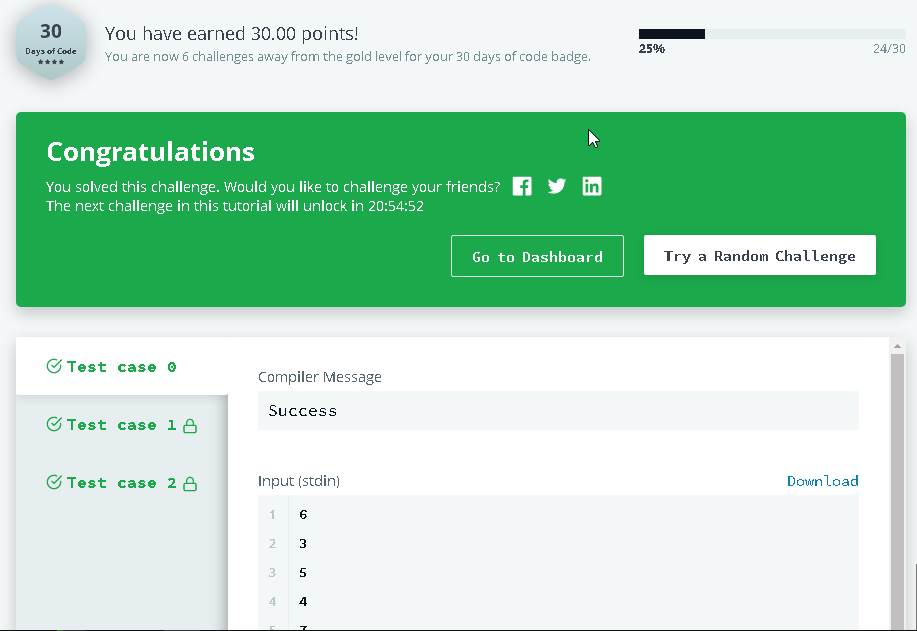 30
Days of Code
★★★★
You have earned 30.00 points!
You are now 6 challenges away from the gold level for your 30 days of code badge.
25%
24/30
Congratulations
You solved this challenge. Would you like to challenge your friends?
The next challenge in this tutorial will unlock in 20:54:52
Go to Dashboard
Try a Random Challenge
Test case 0
Test case 1
Test case 2
Compiler Message
Success
Input (stdin)
Download
1 6
2 3
3 5
4 4